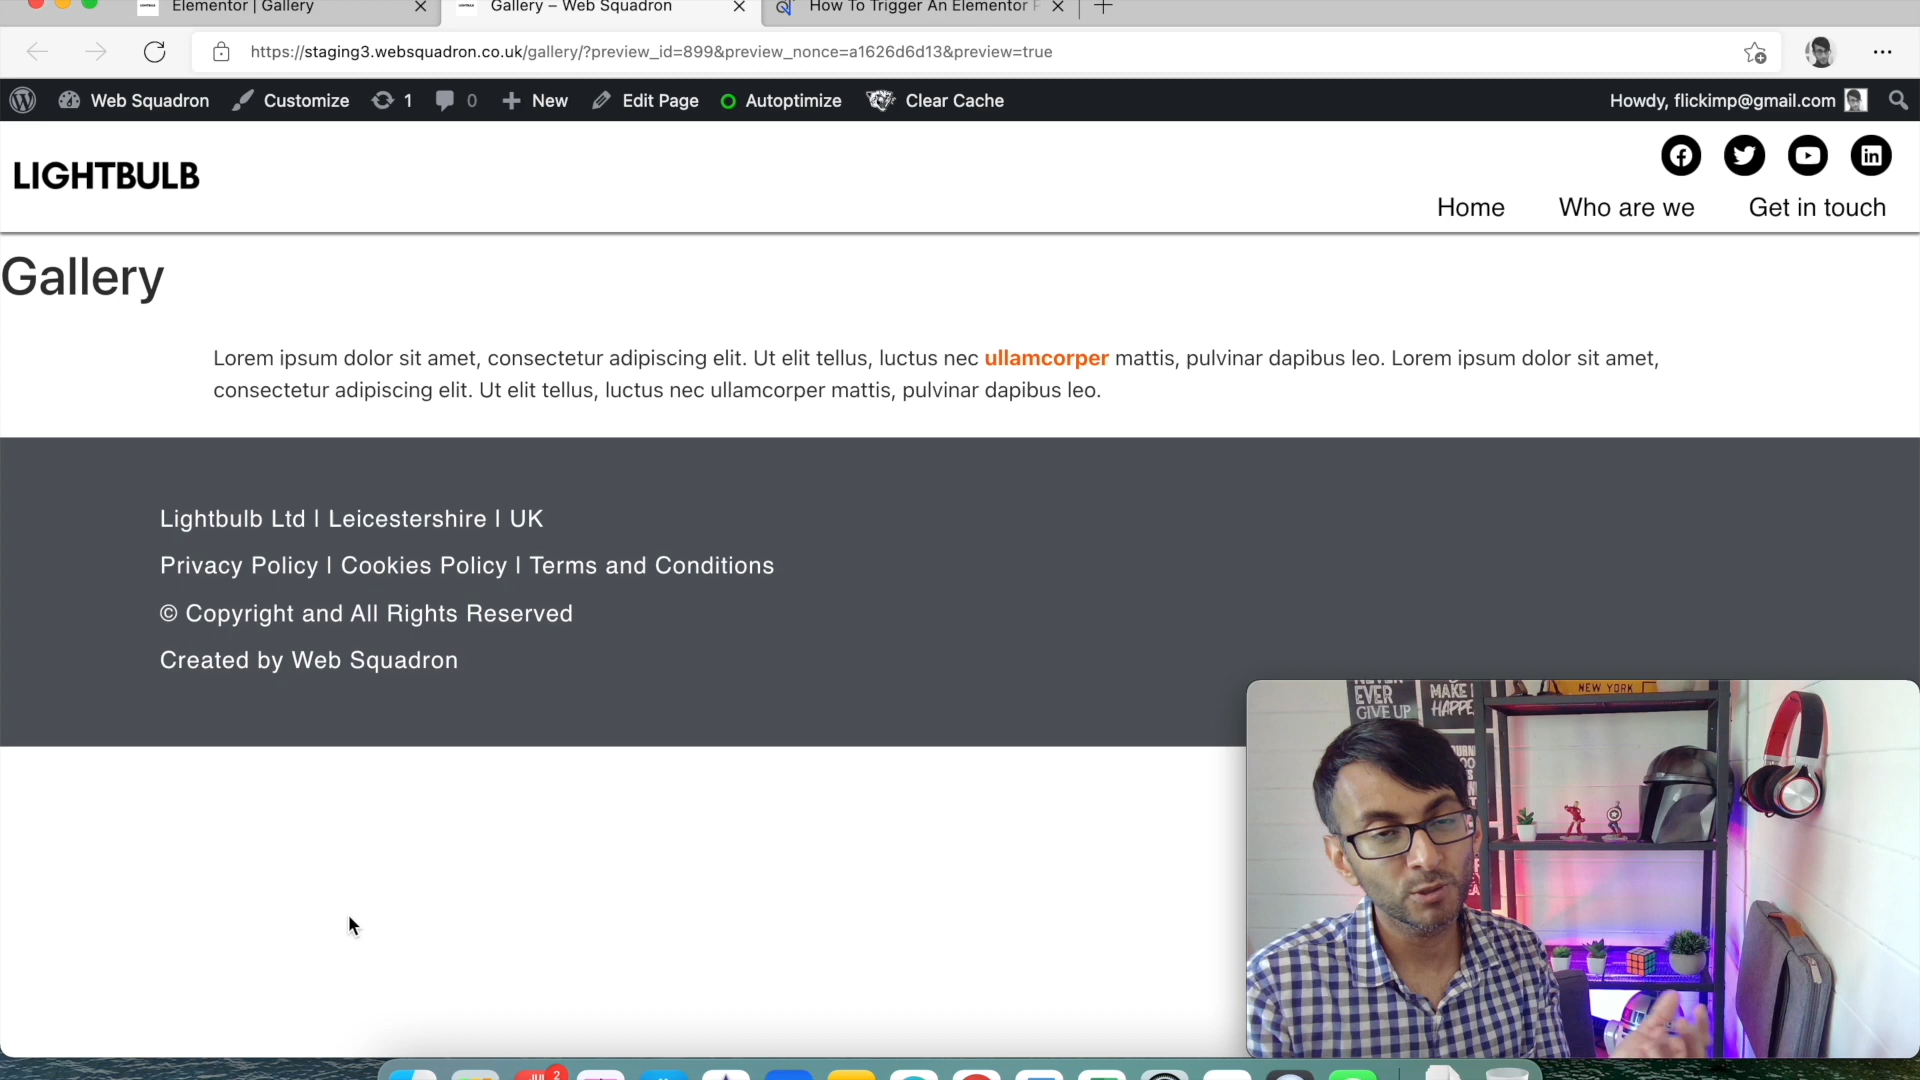 Elementor | Gallery
Gallery – Web Squadron
How To Trigger An Elementor
https://staging3.websquadron.co.uk/gallery/?preview_id=899&preview_nonce=a1626d6d13&preview=true
Web Squadron
Customize
1
0
New
Edit Page
Autoptimize
Clear Cache
Howdy, flickimp@gmail.com
LIGHTBULB
Home
Who are we
Get in touch
Gallery
Lorem ipsum dolor sit amet, consectetur adipiscing elit. Ut elit tellus, luctus nec ullamcorper mattis, pulvinar dapibus leo. Lorem ipsum dolor sit amet,
consectetur adipiscing elit. Ut elit tellus, luctus nec ullamcorper mattis, pulvinar dapibus leo.
Lightbulb Ltd | Leicestershire | UK
Privacy Policy | Cookies Policy | Terms and Conditions
© Copyright and All Rights Reserved
Created by Web Squadron
NEVER
EVER
GIVE UP
MAKE
NEW YORK
2